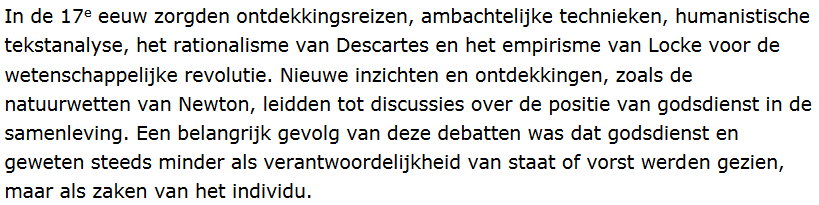 In de 17ᵉ eeuw zorgden ontdekkingsreizen, ambachtelijke technieken, humanistische
tekstanalyse, het rationalisme van Descartes en het empirisme van Locke voor de
wetenschappelijke revolutie. Nieuwe inzichten en ontdekkingen, zoals de
natuurwetten van Newton, leidden tot discussies over de positie van godsdienst in de
samenleving. Een belangrijk gevolg van deze debatten was dat godsdienst en
geweten steeds minder als verantwoordelijkheid van staat of vorst werden gezien,
maar als zaken van het individu.